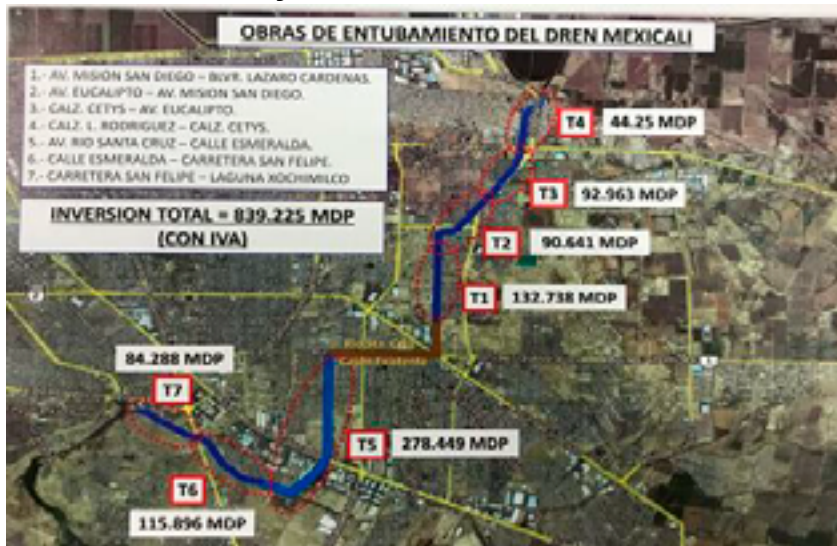 OBRAS DE ENTUBAMIENTO DEL DREN MEXICALI
1.- AV. MISION SAN DIEGO – BLVR. LAZARO CARDENAS.
2.- AV. EUCALIPTO – AV. MISION SAN DIEGO.
3.- CALZ. CETYS – AV. EUCALIPTO.
4.- CALZ. L. RODRIGUEZ – CALZ. CETYS.
5.- AV. RIO SANTA CRUZ – CALLE ESMERALDA.
6.- CALLE ESMERALDA – CARRETERA SAN FELIPE.
7.- CARRETERA SAN FELIPE – LAGUNA XOCHIMILCO
INVERSION TOTAL = 839.225 MDP
(CON IVA)
T4 44.25 MDP
T3 92.963 MDP
T2 90.641 MDP
T1 132.738 MDP
84.288 MDP
T7
T5 278.449 MDP
T6
115.896 MDP